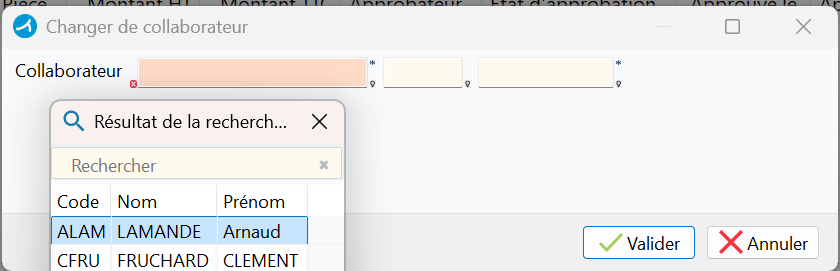 Changer de collaborateur
Collaborateur * *
Résultat de la recherch...
Rechercher
Code Nom Prénom
ALAM LAMANDE Arnaud
CFRU FRUCHARD CLEMENT
Valider Annuler